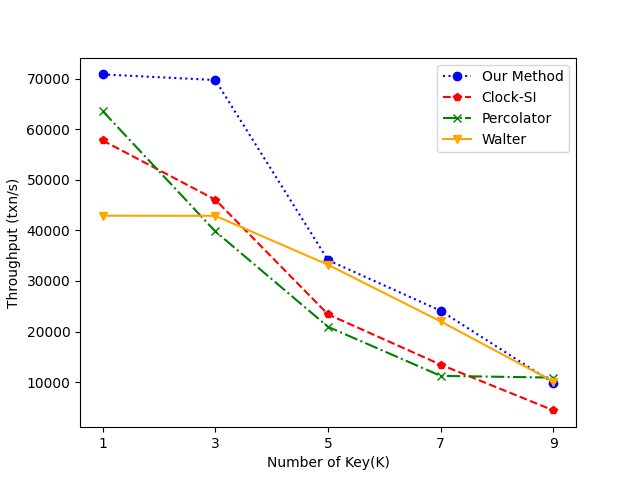 70000
60000
50000
40000
30000
20000
10000
Throughput (txn/s)
1 3 5 7 9
Number of Key(K)
Our Method
Clock-SI
Percolator
Walter